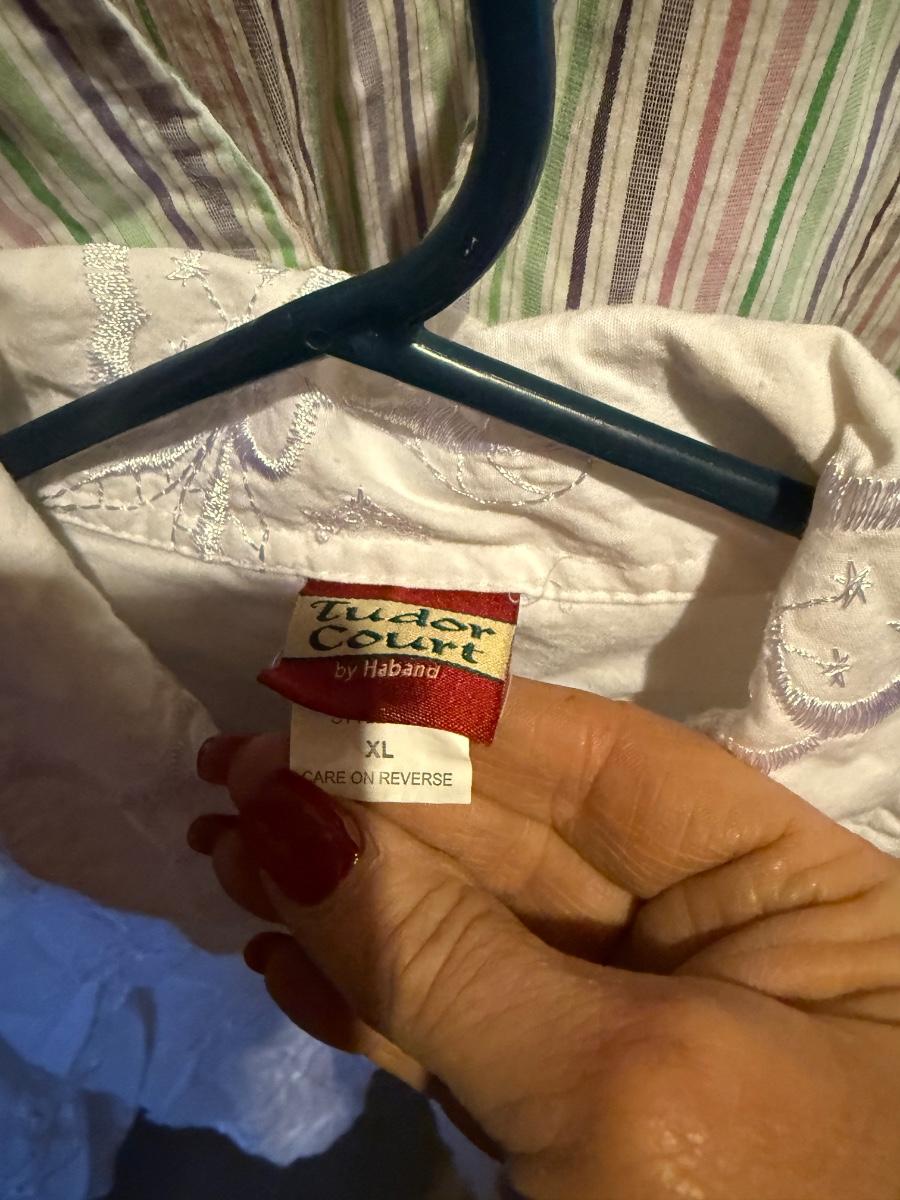 Tudor
Court
by Haband
XL
CARE ON REVERSE